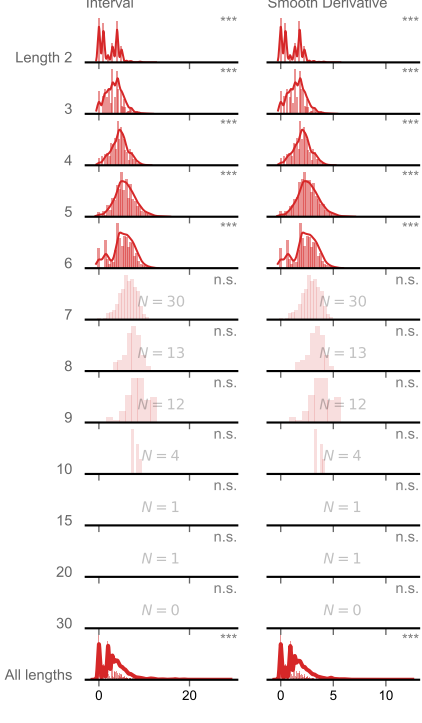 Interval Smooth Derivative
*** ***
Length 2
*** ***
3
*** ***
4
*** ***
5
*** ***
6
n.s. n.s.
N = 30 N = 30
7
n.s. n.s.
N = 13 N = 13
8
n.s. n.s.
N = 12 N = 12
9
n.s. n.s.
N = 4 N = 4
10
n.s. n.s.
N = 1 N = 1
15
n.s. n.s.
N = 1 N = 1
20
n.s. n.s.
N = 0 N = 0
30
*** ***
All lengths
0 20 0 5 10